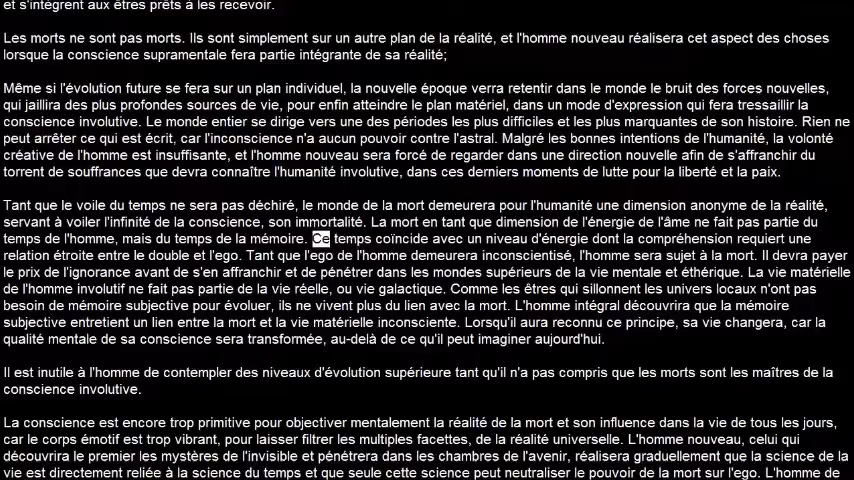 et s'intègrent aux êtres prêts à les recevoir.
Les morts ne sont pas morts. Ils sont simplement sur un autre plan de la réalité, et l'homme nouveau réalisera cet aspect des choses
lorsque la conscience supramentale fera partie intégrante de sa réalité;
Même si l'évolution future se fera sur un plan individuel, la nouvelle époque verra retentir dans le monde le bruit des forces nouvelles,
qui jaillira des plus profondes sources de vie, pour enfin atteindre le plan matériel, dans un mode d'expression qui fera tressaillir la
conscience involutive. Le monde entier se dirige vers une des périodes les plus difficiles et les plus marquantes de son histoire. Rien ne
peut arrêter ce qui est écrit, car l'inconscience n'a aucun pouvoir contre l'astral. Malgré les bonnes intentions de l'humanité, la volonté
créative de l'homme est insuffisante, et l'homme nouveau sera forcé de regarder dans une direction nouvelle afin de s'affranchir du
torrent de souffrances que devra connaître l'humanité involutive, dans ces derniers moments de lutte pour la liberté et la paix.
Tant que le voile du temps ne sera pas déchiré, le monde de la mort demeurera pour l'humanité une dimension anonyme de la réalité,
servant à voiler l'infinité de la conscience, son immortalité. La mort en tant que dimension de l'énergie de l'âme ne fait pas partie du
temps de l'homme, mais du temps de la mémoire. Ce temps coïncide avec un niveau d'énergie dont la compréhension requiert une
relation étroite entre le double et l'ego. Tant que l'ego de l'homme demeurera inconscientisé, l'homme sera sujet à la mort. Il devra payer
le prix de l'ignorance avant de s'en affranchir et de pénétrer dans les mondes supérieurs de la vie mentale et éthérique. La vie matérielle
de l'homme involutif ne fait pas partie de la vie réelle, ou vie galactique. Comme les êtres qui sillonnent les univers locaux n'ont pas
besoin de mémoire subjective pour évoluer, ils ne vivent plus du lien avec la mort. L'homme intégral découvrira que la mémoire
subjective entretient un lien entre la mort et la vie matérielle inconsciente. Lorsqu'il aura reconnu ce principe, sa vie changera, car la
qualité mentale de sa conscience sera transformée, au-delà de ce qu'il peut imaginer aujourd'hui.
Il est inutile à l'homme de contempler des niveaux d'évolution supérieure tant qu'il n'a pas compris que les morts sont les maîtres de la
conscience involutive.
La conscience est encore trop primitive pour objectiver mentalement la réalité de la mort et son influence dans la vie de tous les jours,
car le corps émotif est trop vibrant, pour laisser filtrer les multiples facettes, de la réalité universelle. L'homme nouveau, celui qui
découvrira le premier les mystères de l'invisible et pénétrera dans les chambres de l'avenir, réalisera graduellement que la science de la
vie est directement reliée à la science du temps et que seule cette science peut neutraliser le pouvoir de la mort sur l'ego. L'homme de